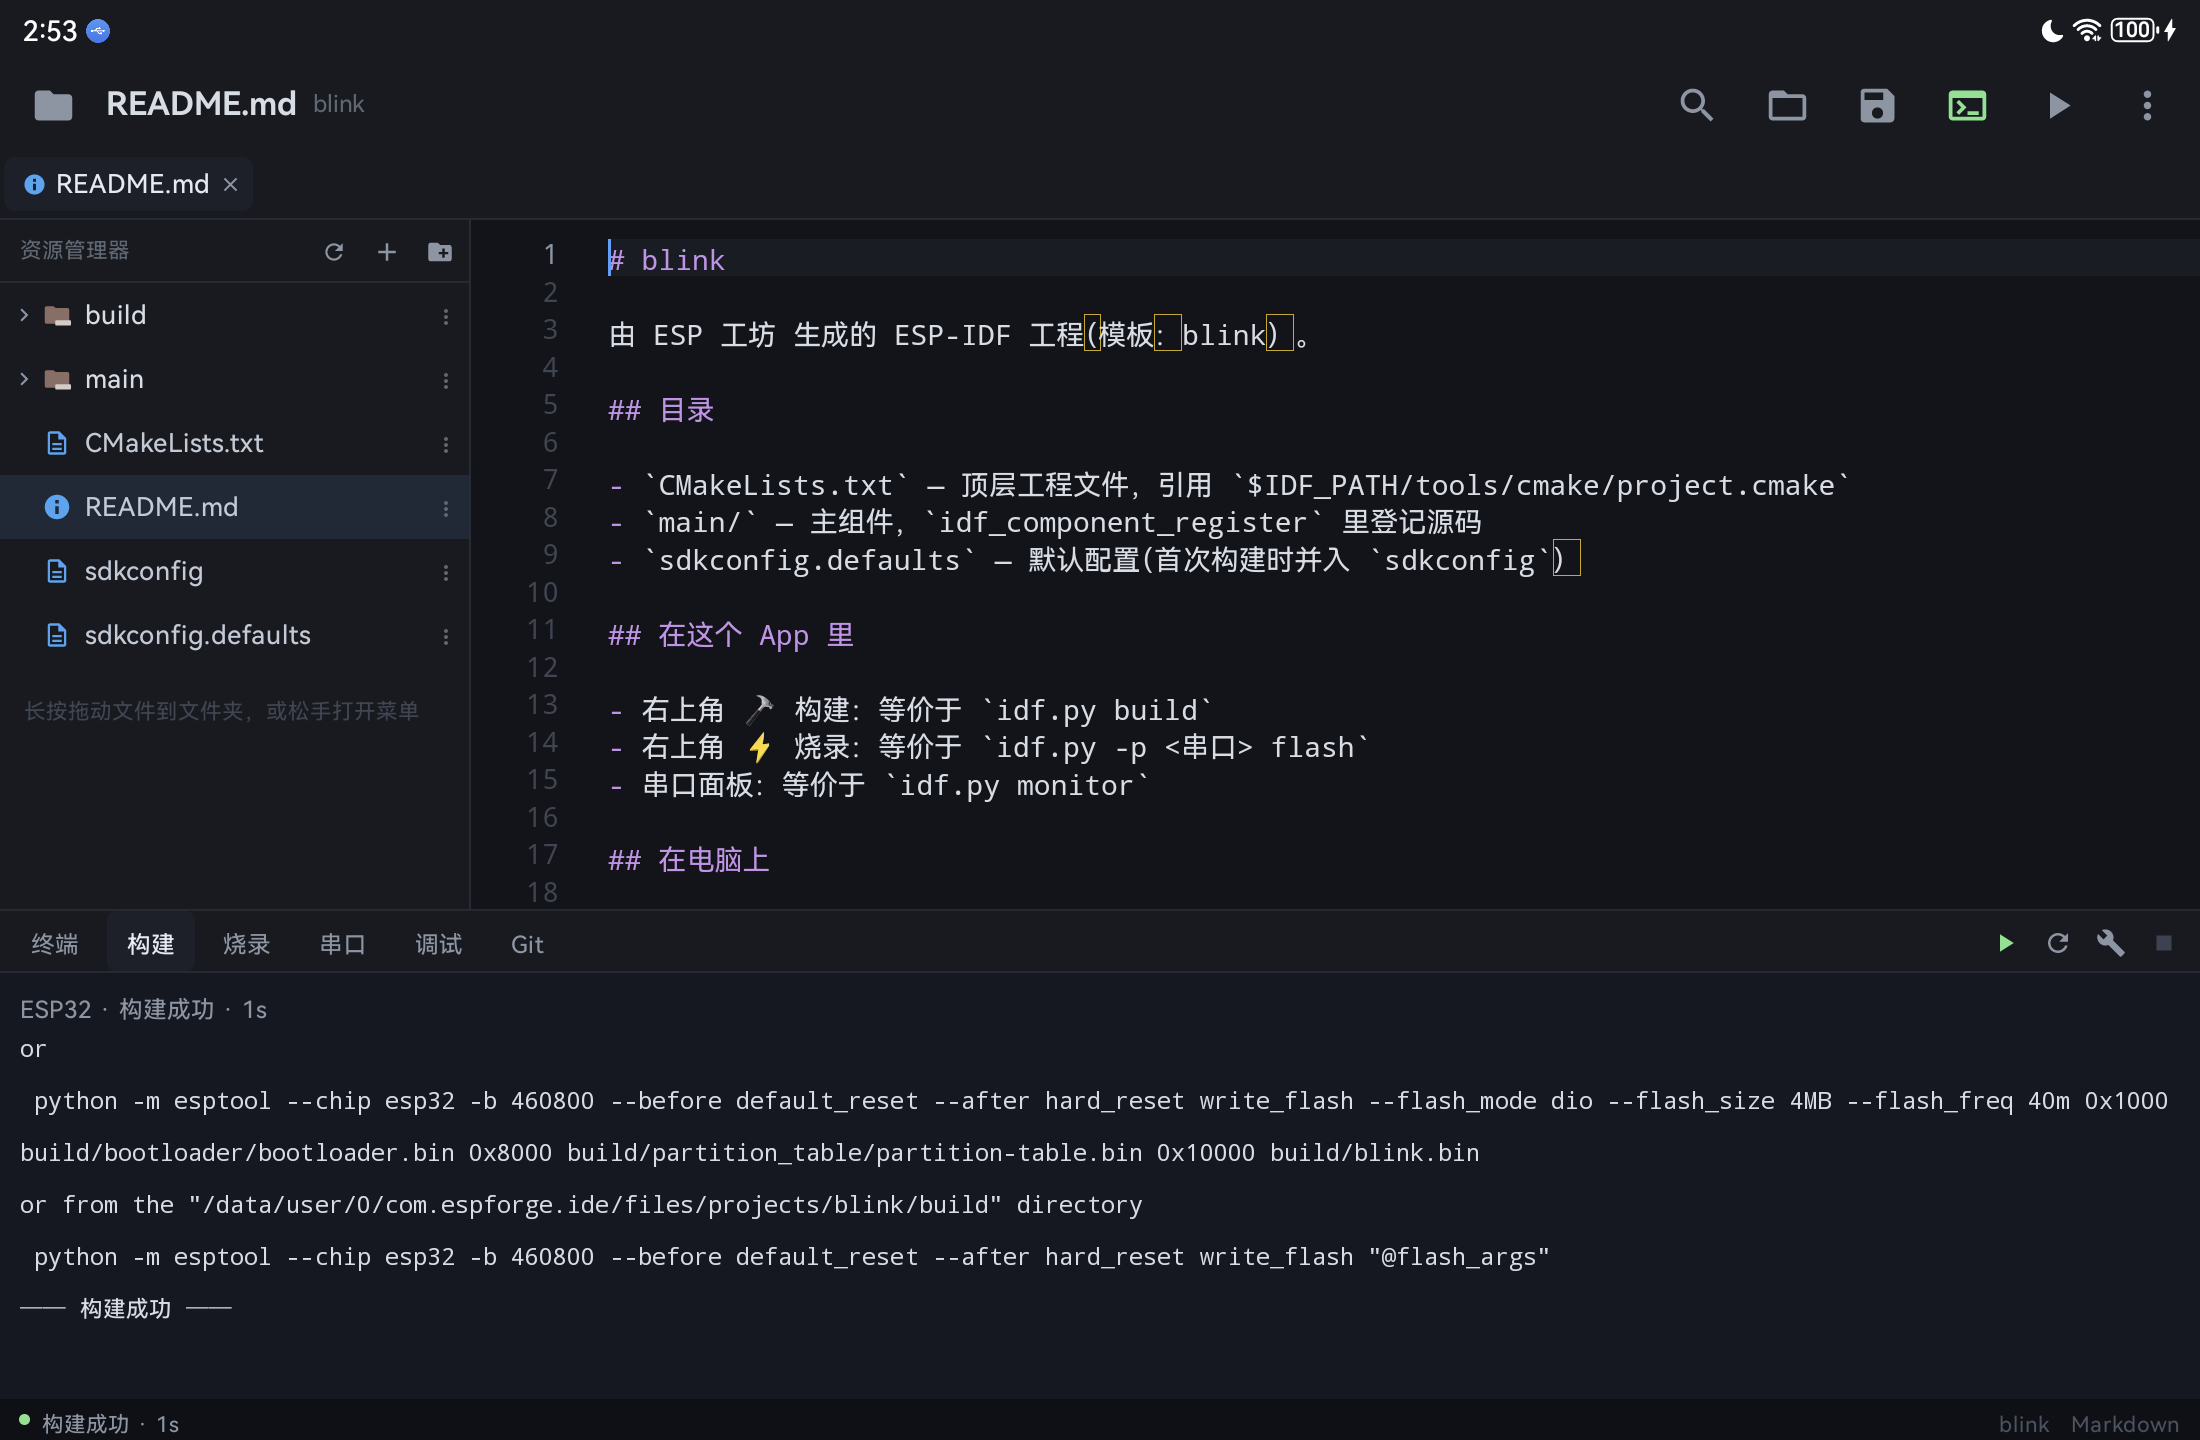 2:53
100
README.md blink
README.md
资源管理器
build
main
CMakeLists.txt
README.md
sdkconfig
sdkconfig.defaults
长按拖动文件到文件夹，或松手打开菜单
1 # blink
2
3 由 ESP 工坊 生成的 ESP-IDF 工程(模板：blink）。
4
5 ## 目录
6
7 - `CMakeLists.txt` — 顶层工程文件，引用 `$IDF_PATH/tools/cmake/project.cmake`
8 - `main/` — 主组件，`idf_component_register` 里登记源码
9 - `sdkconfig.defaults` — 默认配置(首次构建时并入 `sdkconfig`）
10
11 ## 在这个 App 里
12
13 - 右上角 🔨 构建：等价于 `idf.py build`
14 - 右上角 ⚡ 烧录：等价于 `idf.py -p <串口> flash`
15 - 串口面板：等价于 `idf.py monitor`
16
17 ## 在电脑上
18
终端 构建 烧录 串口 调试 Git
ESP32 · 构建成功 · 1s
or
python -m esptool --chip esp32 -b 460800 --before default_reset --after hard_reset write_flash --flash_mode dio --flash_size 4MB --flash_freq 40m 0x1000
build/bootloader/bootloader.bin 0x8000 build/partition_table/partition-table.bin 0x10000 build/blink.bin
or from the "/data/user/0/com.espforge.ide/files/projects/blink/build" directory
python -m esptool --chip esp32 -b 460800 --before default_reset --after hard_reset write_flash "@flash_args"
—— 构建成功 ——
构建成功 · 1s
blink Markdown